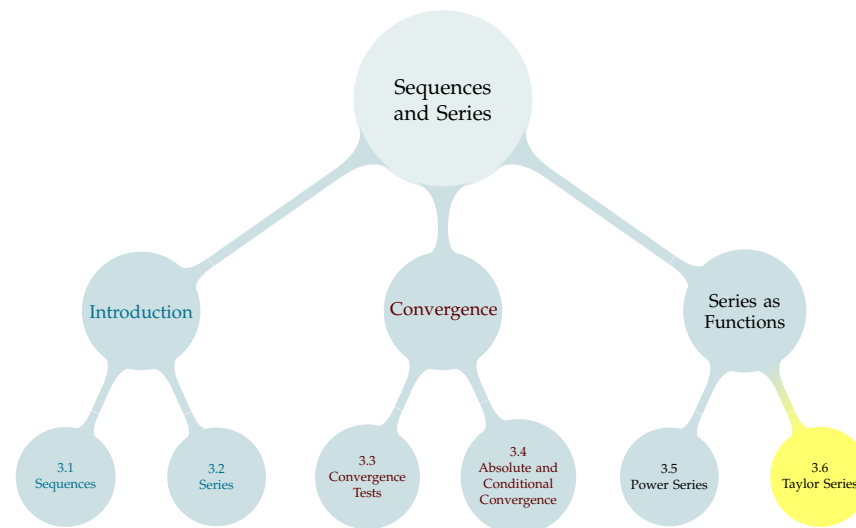 Sequences
and Series
Introduction
Convergence
Series as
Functions
3.1
Sequences
3.2
Series
3.3
Convergence
Tests
3.4
Absolute and
Conditional
Convergence
3.5
Power Series
3.6
Taylor Series